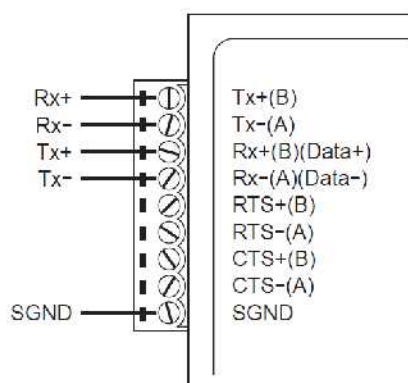 Rx+ Tx+(B)
Rx− Tx−(A)
Tx+ Rx+(B)(Data+)
Tx− Rx−(A)(Data−)
RTS+(B)
RTS−(A)
CTS+(B)
CTS−(A)
SGND SGND